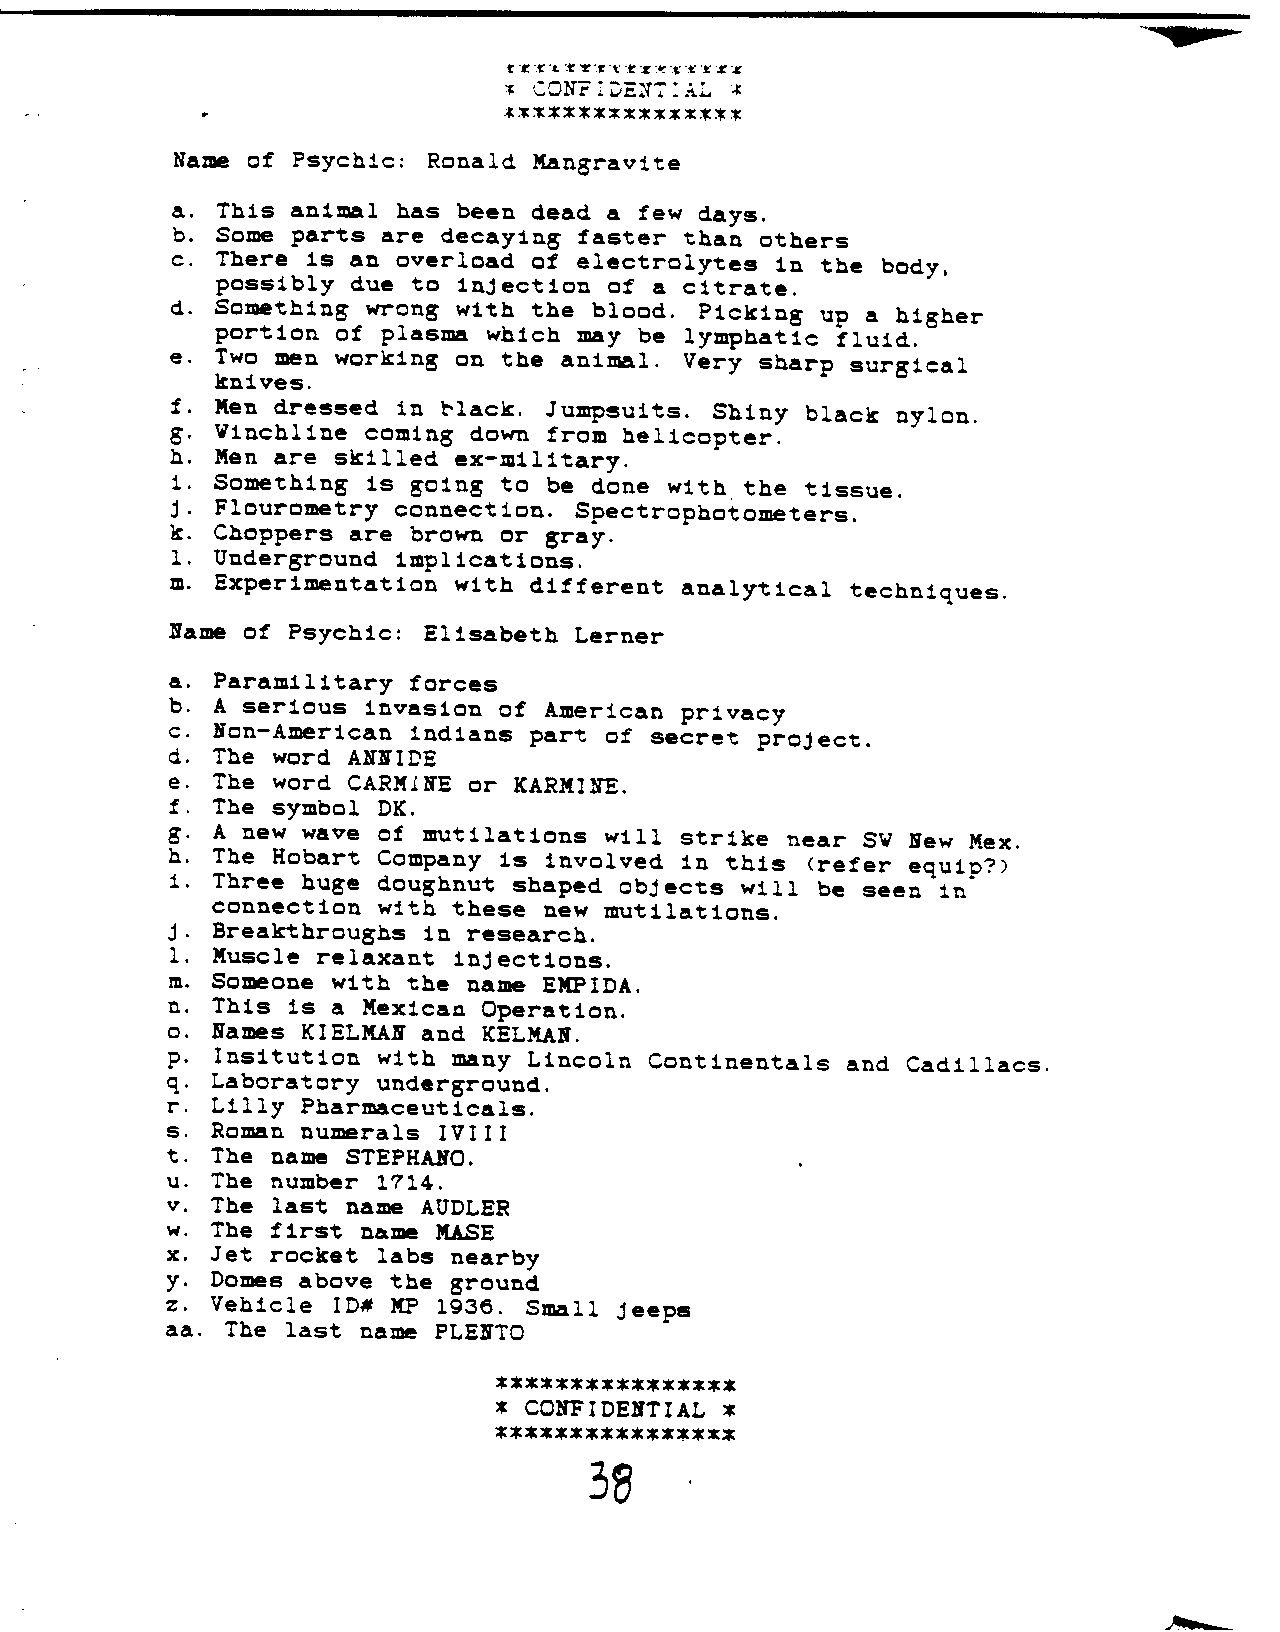 ****************
* CONFIDENTIAL *
****************
Name of Psychic: Ronald Mangravite
a. This animal has been dead a few days.
b. Some parts are decaying faster than others
c. There is an overload of electrolytes in the body,
possibly due to injection of a citrate.
d. Something wrong with the blood. Picking up a higher
portion of plasma which may be lymphatic fluid.
e. Two men working on the animal. Very sharp surgical
knives.
f. Men dressed in black. Jumpsuits. Shiny black nylon.
g. Winchline coming down from helicopter.
h. Men are skilled ex-military.
i. Something is going to be done with the tissue.
j. Flourometry connection. Spectrophotometers.
k. Choppers are brown or gray.
l. Underground implications.
m. Experimentation with different analytical techniques.
Name of Psychic: Elisabeth Lerner
a. Paramilitary forces
b. A serious invasion of American privacy
c. Non-American indians part of secret project.
d. The word ANNIDE
e. The word CARMINE or KARMINE.
f. The symbol DK.
g. A new wave of mutilations will strike near SW New Mex.
h. The Hobart Company is involved in this (refer equip?)
i. Three huge doughnut shaped objects will be seen in
connection with these new mutilations.
j. Breakthroughs in research.
l. Muscle relaxant injections.
m. Someone with the name EMPIDA.
n. This is a Mexican Operation.
o. Names KIELMAN and KELMAN.
p. Insitution with many Lincoln Continentals and Cadillacs.
q. Laboratory underground.
r. Lilly Pharmaceuticals.
s. Roman numerals IVIII
t. The name STEPHANO.
u. The number 1714.
v. The last name AUDLER
w. The first name MASE
x. Jet rocket labs nearby
y. Domes above the ground
z. Vehicle ID# MP 1936. Small jeeps
aa. The last name PLENTO
****************
* CONFIDENTIAL *
****************
38